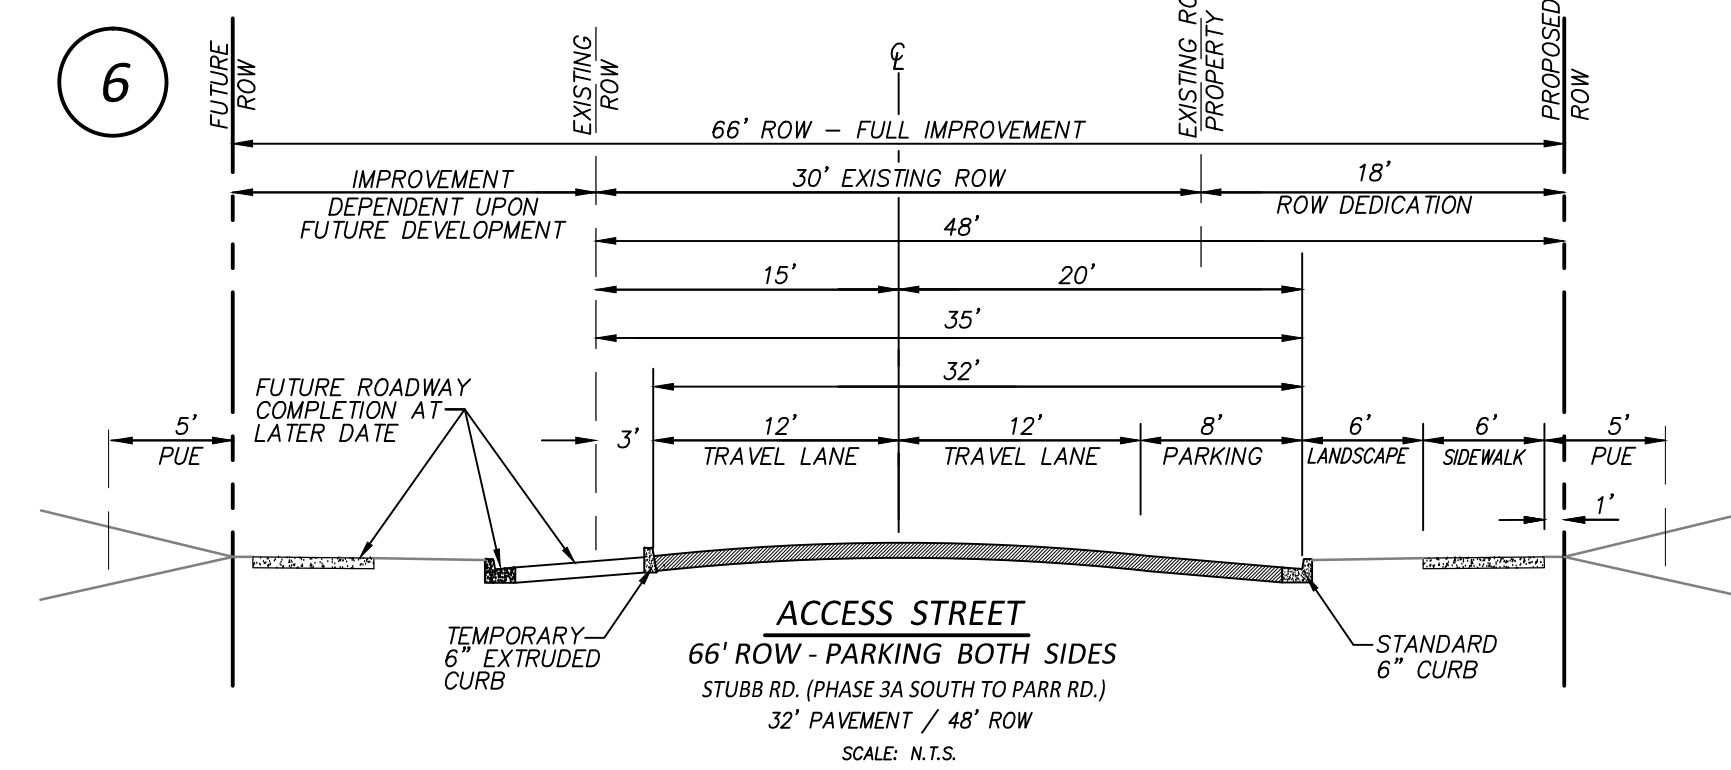 6
FUTURE
ROW
EXISTING
ROW
℄
EXISTING
PROPERTY
PROPOSED
ROW
66' ROW – FULL IMPROVEMENT
IMPROVEMENT
DEPENDENT UPON
FUTURE DEVELOPMENT
30' EXISTING ROW
18'
ROW DEDICATION
48'
15'
20'
35'
32'
FUTURE ROADWAY
COMPLETION AT
LATER DATE
5'
PUE
3'
12'
TRAVEL LANE
12'
TRAVEL LANE
8'
PARKING
6'
LANDSCAPE
6'
SIDEWALK
5'
PUE
1'
TEMPORARY
6" EXTRUDED
CURB
STANDARD
6" CURB
ACCESS STREET
66' ROW - PARKING BOTH SIDES
STUBB RD. (PHASE 3A SOUTH TO PARR RD.)
32' PAVEMENT / 48' ROW
SCALE: N.T.S.